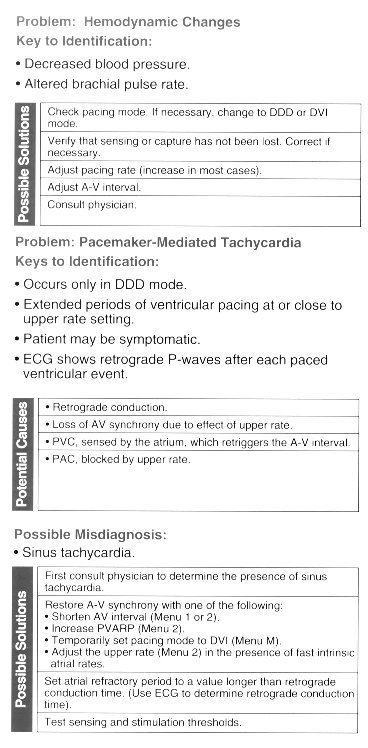 Problem: Hemodynamic Changes
Key to Identification:
• Decreased blood pressure.
• Altered brachial pulse rate.
Possible Solutions
Check pacing mode. If necessary, change to DDD or DVI
mode.
Verify that sensing or capture has not been lost. Correct if
necessary.
Adjust pacing rate (increase in most cases).
Adjust A-V interval.
Consult physician.
Problem: Pacemaker-Mediated Tachycardia
Keys to Identification:
• Occurs only in DDD mode.
• Extended periods of ventricular pacing at or close to
upper rate setting.
• Patient may be symptomatic.
• ECG shows retrograde P-waves after each paced
ventricular event.
Potential Causes
• Retrograde conduction.
• Loss of AV synchrony due to effect of upper rate.
• PVC, sensed by the atrium, which retriggers the A-V interval.
• PAC, blocked by upper rate.
Possible Misdiagnosis:
• Sinus tachycardia.
Possible Solutions
First consult physician to determine the presence of sinus
tachycardia.
Restore A-V synchrony with one of the following:
• Shorten AV interval (Menu 1 or 2).
• Increase PVARP (Menu 2).
• Temporarily set pacing mode to DVI (Menu M).
• Adjust the upper rate (Menu 2) in the presence of fast intrinsic
atrial rates.
Set atrial refractory period to a value longer than retrograde
conduction time. (Use ECG to determine retrograde conduction
time).
Test sensing and stimulation thresholds.